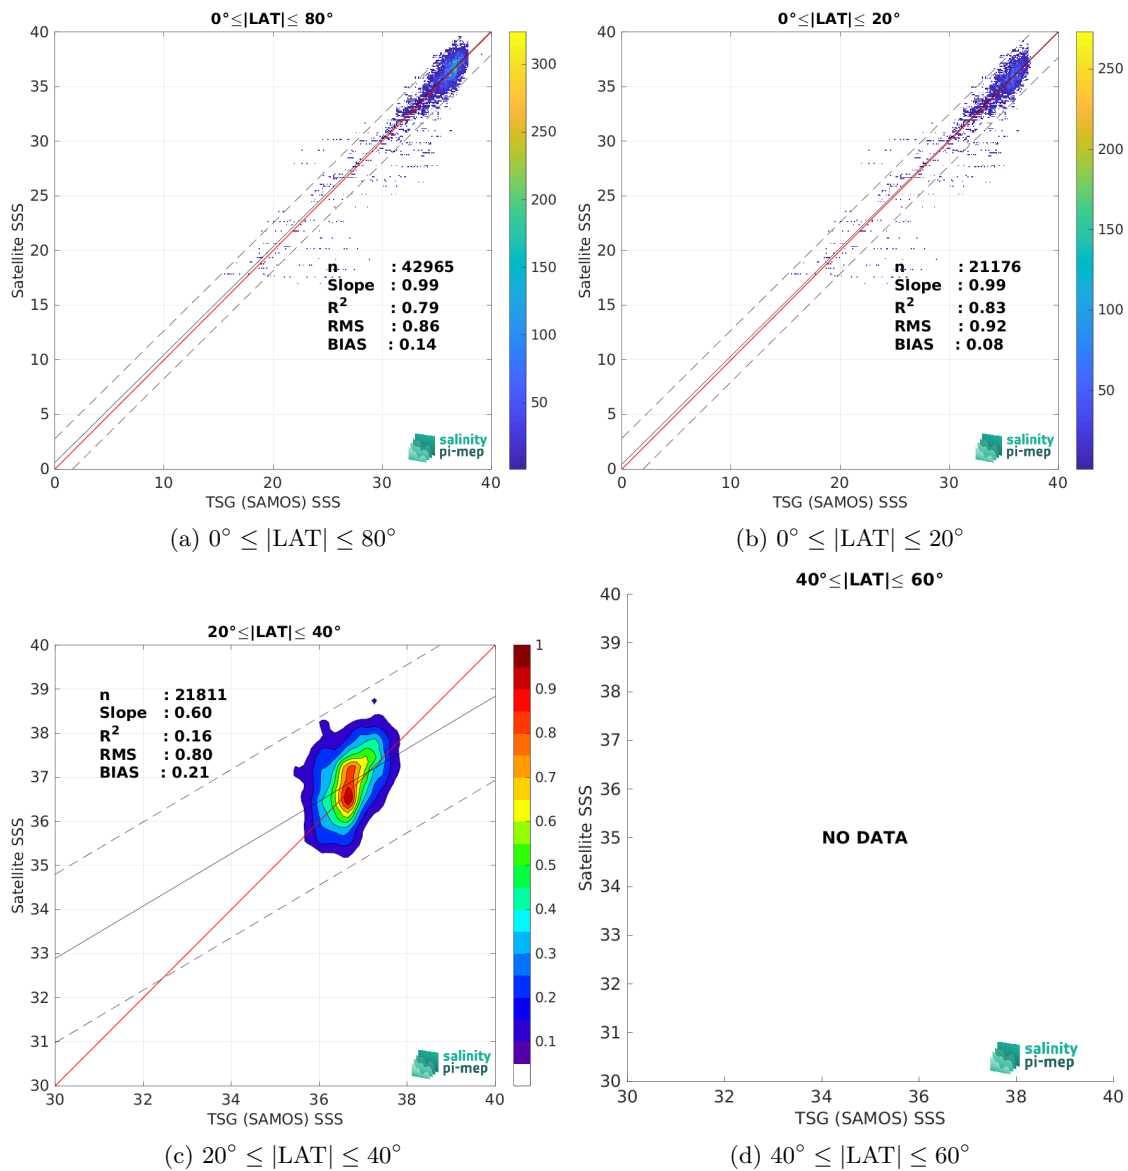 0°≤|LAT|≤ 80°
40
35
30
25
20
15
10
5
0
Satellite SSS
0
10
20
30
40
TSG (SAMOS) SSS
300
250
200
150
100
50
n : 42965
Slope : 0.99
R² : 0.79
RMS : 0.86
BIAS : 0.14
salinity
pi-mep
(a) 0° ≤ |LAT| ≤ 80°
0°≤|LAT|≤ 20°
40
35
30
25
20
15
10
5
0
Satellite SSS
0
10
20
30
40
TSG (SAMOS) SSS
250
200
150
100
50
n : 21176
Slope : 0.99
R² : 0.83
RMS : 0.92
BIAS : 0.08
salinity
pi-mep
(b) 0° ≤ |LAT| ≤ 20°
20°≤|LAT|≤ 40°
40
39
38
37
36
35
34
33
32
31
30
Satellite SSS
30
32
34
36
38
40
TSG (SAMOS) SSS
1
0.9
0.8
0.7
0.6
0.5
0.4
0.3
0.2
0.1
n : 21811
Slope : 0.60
R² : 0.16
RMS : 0.80
BIAS : 0.21
salinity
pi-mep
(c) 20° ≤ |LAT| ≤ 40°
40°≤|LAT|≤ 60°
40
39
38
37
36
35
34
33
32
31
30
Satellite SSS
NO DATA
30
32
34
36
38
40
TSG (SAMOS) SSS
salinity
pi-mep
(d) 40° ≤ |LAT| ≤ 60°